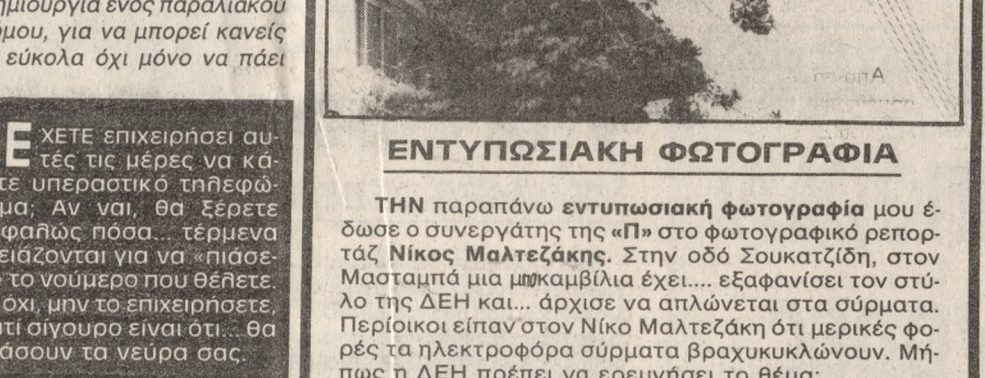 ημιουργία ενός παραλιακού
όμου, για να μπορεί κανείς
εύκολα όχι μόνο να πάει
ΕΧΕΤΕ επιχειρήσει αυ-
τές τις μέρες να κά-
τε υπεραστικό τηλεφώ-
μα; Αν ναι, θα ξέρετε
φαλώς πόσα... τέρμενα
ειάζονται για να «πιάσε-
το νούμερο που θέλετε.
όχι, μην το επιχειρήσετε,
ατί σίγουρο είναι ότι... θα
άσουν τα νεύρα σας.
ΕΝΤΥΠΩΣΙΑΚΗ ΦΩΤΟΓΡΑΦΙΑ
ΤΗΝ παραπάνω εντυπωσιακή φωτογραφία μου έ-
δωσε ο συνεργάτης της «Π» στο φωτογραφικό ρεπορ-
τάζ Νίκος Μαλτεζάκης. Στην οδό Σουκατζίδη, στον
Μασταμπά μια μποκαμβίλια έχει.... εξαφανίσει τον στύ-
λο της ΔΕΗ και... άρχισε να απλώνεται στα σύρματα.
Περίοικοι είπαν στον Νίκο Μαλτεζάκη ότι μερικές φο-
ρές τα ηλεκτροφόρα σύρματα βραχυκυκλώνουν. Μή-
πως η ΔΕΗ πρέπει να ερευνήσει το θέμα;